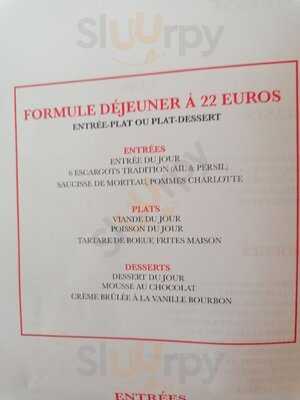 Sluurpy
FORMULE DÉJEUNER À 22 EUROS
ENTRÉE-PLAT OU PLAT-DESSERT
ENTRÉES
ENTRÉE DU JOUR
6 ESCARGOTS TRADITION (AIL & PERSIL)
SAUCISSE DE MORTEAU, POMMES CHARLOTTE
PLATS
VIANDE DU JOUR
POISSON DU JOUR
TARTARE DE BOEUF, FRITES MAISON
DESSERTS
DESSERT DU JOUR
MOUSSE AU CHOCOLAT
CRÈME BRÛLÉE À LA VANILLE BOURBON
Sluurpy
ENTRÉES